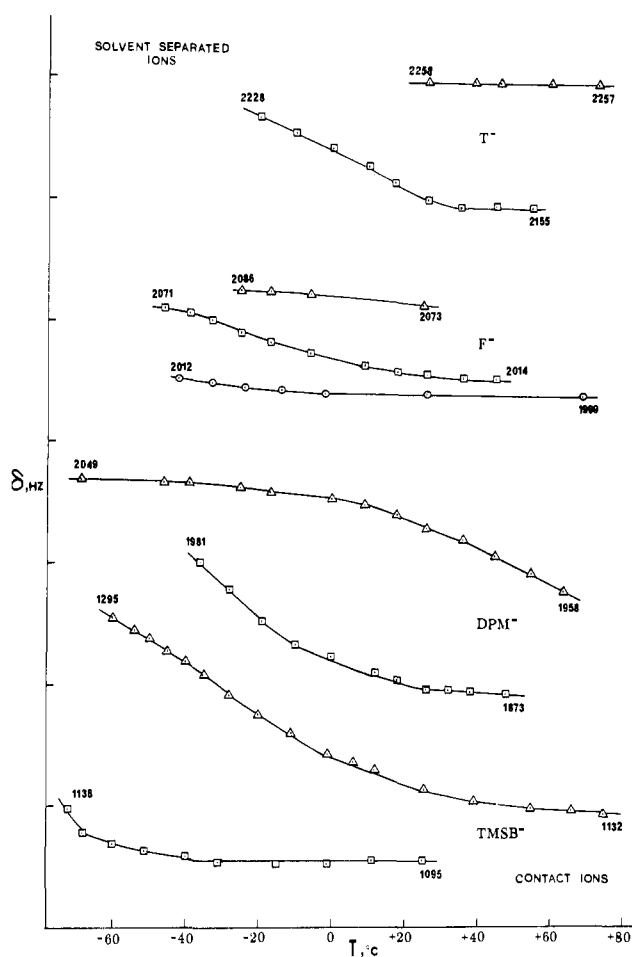 SOLVENT SEPARATED
IONS
2258
2257
2228
T⁻
2155
2086
2071
2073
F⁻
2014
2012
1999
2049
δ, HZ
1981
1958
1295
DPM⁻
1873
1138
TMSB⁻
1132
1095
CONTACT IONS
-60 -40 -20 0 +20 +40 +60 +80
T, °C